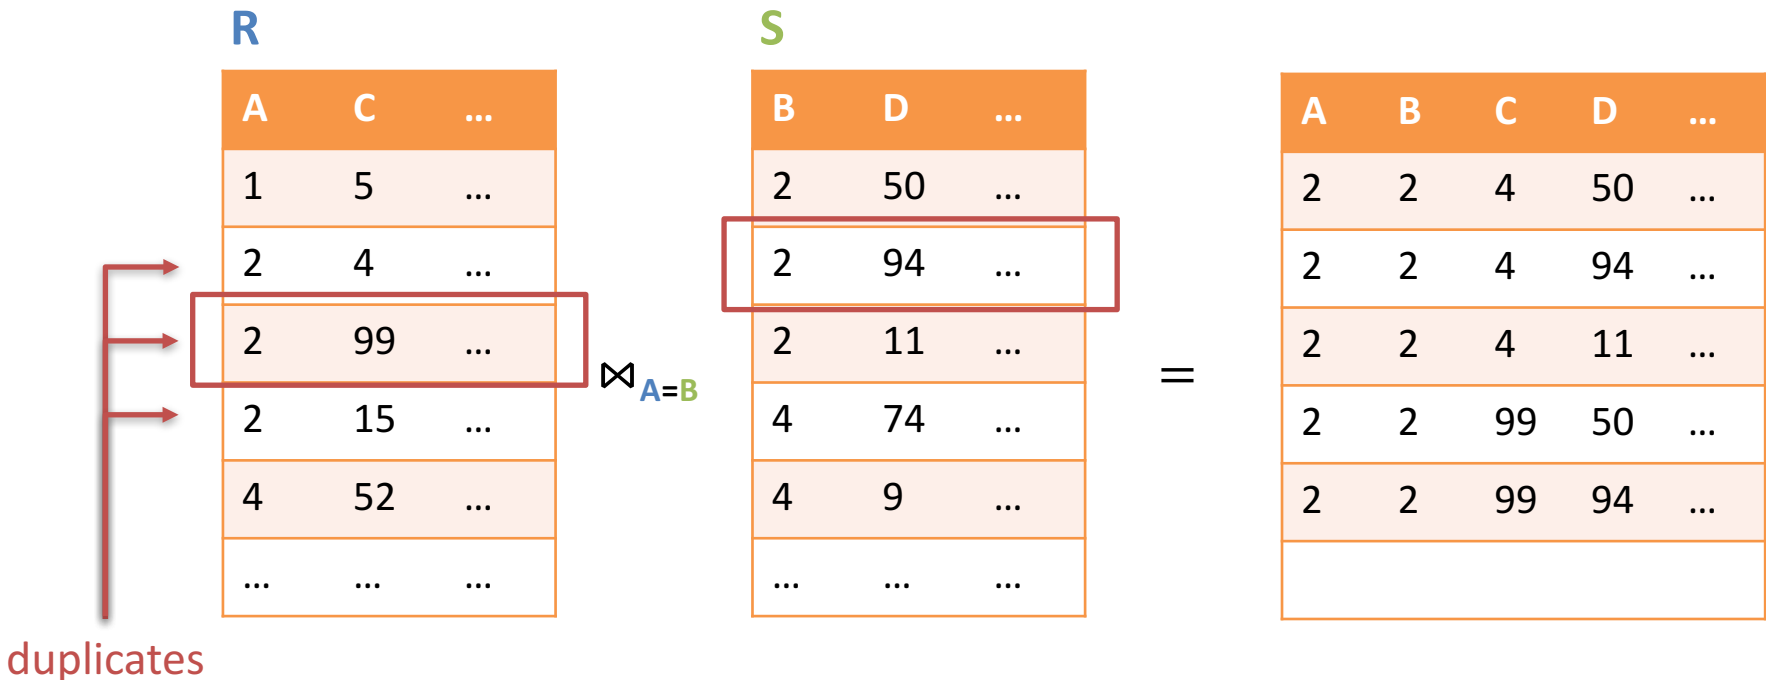 R
A C ...
1 5 ...
2 4 ...
2 99 ...
2 15 ...
4 52 ...
... ... ...
duplicates
⋈A=B
S
B D ...
2 50 ...
2 94 ...
2 11 ...
4 74 ...
4 9 ...
... ... ...
=
A B C D ...
2 2 4 50 ...
2 2 4 94 ...
2 2 4 11 ...
2 2 99 50 ...
2 2 99 94 ...